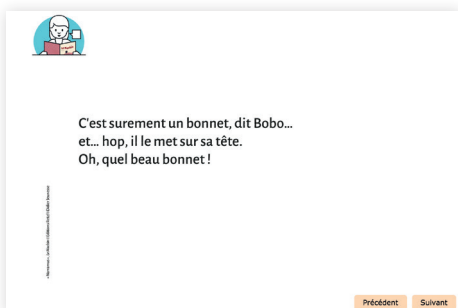 C'est surement un bonnet, dit Bobo...
et... hop, il le met sur sa tête.
Oh, quel beau bonnet !
Précédent
Suivant